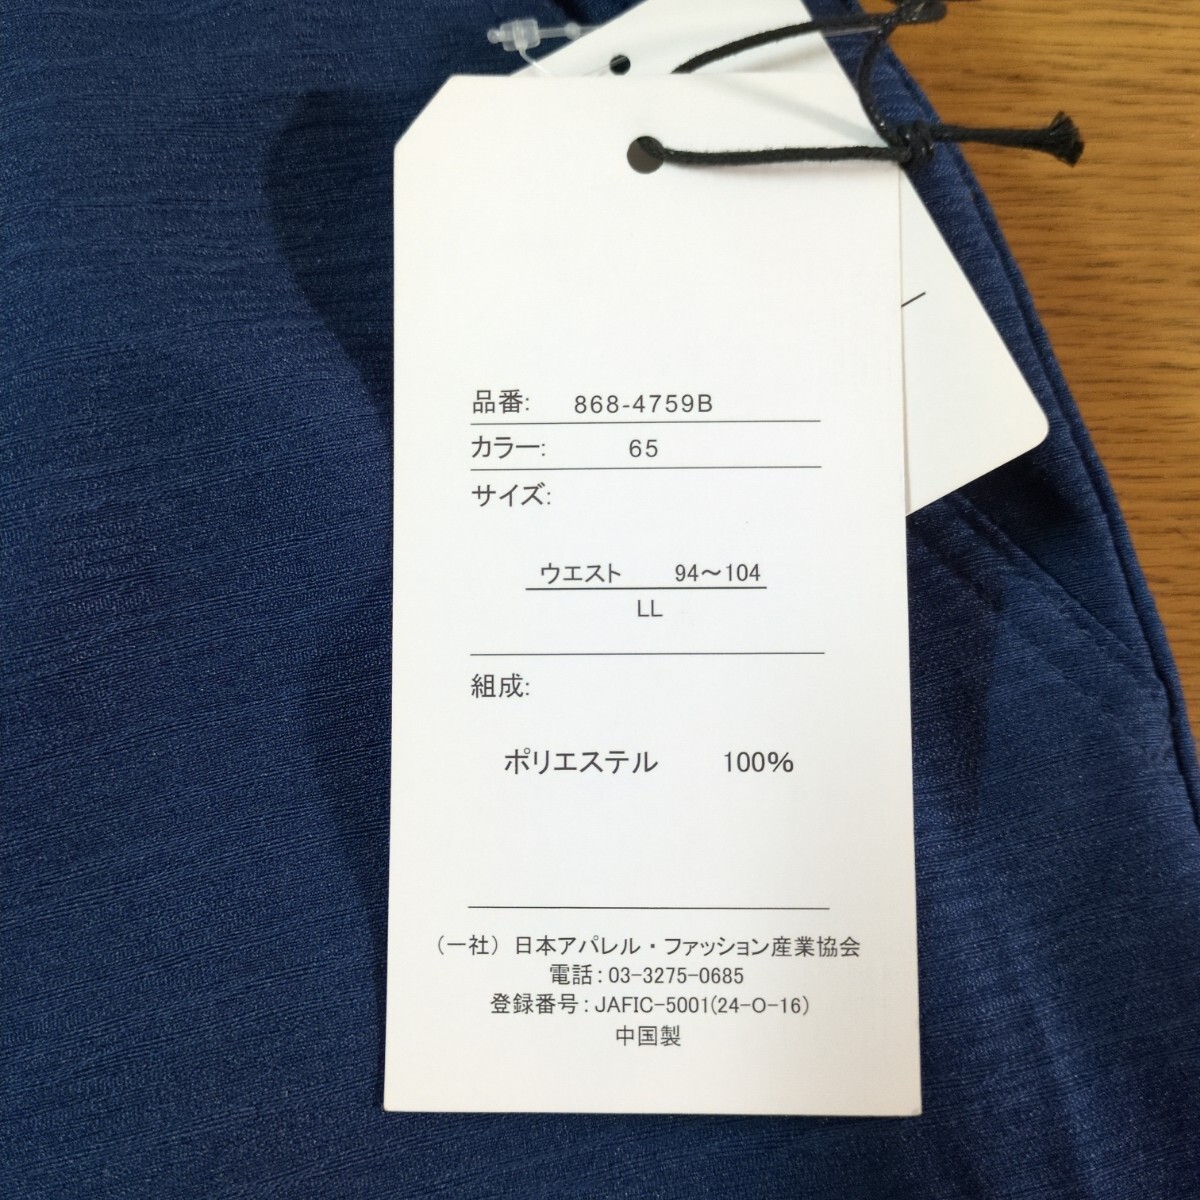 品番: 868-4759B
カラー: 65
サイズ:
ウエスト 94～104
LL
組成:
ポリエステル 100%
（一社）日本アパレル・ファッション産業協会
電話：03-3275-0685
登録番号：JAFIC-5001(24-O-16)
中国製